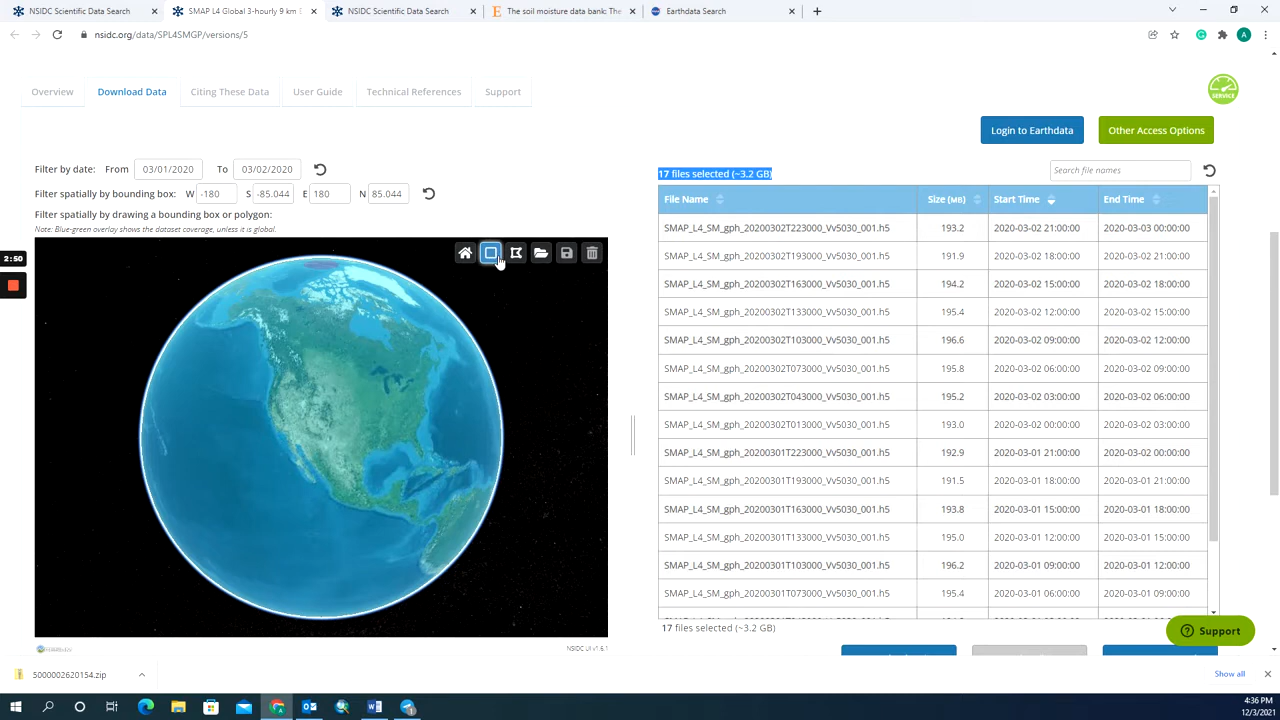 NSIDC Scientific Data Search
SMAP L4 Global 3-hourly 9 km
NSIDC Scientific Data Search
The soil moisture data bank: The
Earthdata Search
nsidc.org/data/SPL4SMGP/versions/5
A
Overview
Download Data
Citing These Data
User Guide
Technical References
Support
SERVICE
Login to Earthdata
Other Access Options
Filter by date: From 03/01/2020 To 03/02/2020
Filter spatially by bounding box: W -180 S -85.044 E 180 N 85.044
Filter spatially by drawing a bounding box or polygon:
Note: Blue-green overlay shows the dataset coverage, unless it is global.
2:50
NSIDC UI v1.6.1
17 files selected (~3.2 GB)
Search file names
File Name Size (MB) Start Time End Time
SMAP_L4_SM_gph_20200302T223000_Vv5030_001.h5 193.2 2020-03-02 21:00:00 2020-03-03 00:00:00
SMAP_L4_SM_gph_20200302T193000_Vv5030_001.h5 191.9 2020-03-02 18:00:00 2020-03-02 21:00:00
SMAP_L4_SM_gph_20200302T163000_Vv5030_001.h5 194.2 2020-03-02 15:00:00 2020-03-02 18:00:00
SMAP_L4_SM_gph_20200302T133000_Vv5030_001.h5 195.4 2020-03-02 12:00:00 2020-03-02 15:00:00
SMAP_L4_SM_gph_20200302T103000_Vv5030_001.h5 196.6 2020-03-02 09:00:00 2020-03-02 12:00:00
SMAP_L4_SM_gph_20200302T073000_Vv5030_001.h5 195.8 2020-03-02 06:00:00 2020-03-02 09:00:00
SMAP_L4_SM_gph_20200302T043000_Vv5030_001.h5 195.2 2020-03-02 03:00:00 2020-03-02 06:00:00
SMAP_L4_SM_gph_20200302T013000_Vv5030_001.h5 193.0 2020-03-02 00:00:00 2020-03-02 03:00:00
SMAP_L4_SM_gph_20200301T223000_Vv5030_001.h5 192.9 2020-03-01 21:00:00 2020-03-02 00:00:00
SMAP_L4_SM_gph_20200301T193000_Vv5030_001.h5 191.5 2020-03-01 18:00:00 2020-03-01 21:00:00
SMAP_L4_SM_gph_20200301T163000_Vv5030_001.h5 193.8 2020-03-01 15:00:00 2020-03-01 18:00:00
SMAP_L4_SM_gph_20200301T133000_Vv5030_001.h5 195.0 2020-03-01 12:00:00 2020-03-01 15:00:00
SMAP_L4_SM_gph_20200301T103000_Vv5030_001.h5 196.2 2020-03-01 09:00:00 2020-03-01 12:00:00
SMAP_L4_SM_gph_20200301T073000_Vv5030_001.h5 195.4 2020-03-01 06:00:00 2020-03-01 09:00:00
17 files selected (~3.2 GB)
Support
5000002620154.zip
Show all
4:36 PM
12/3/2021